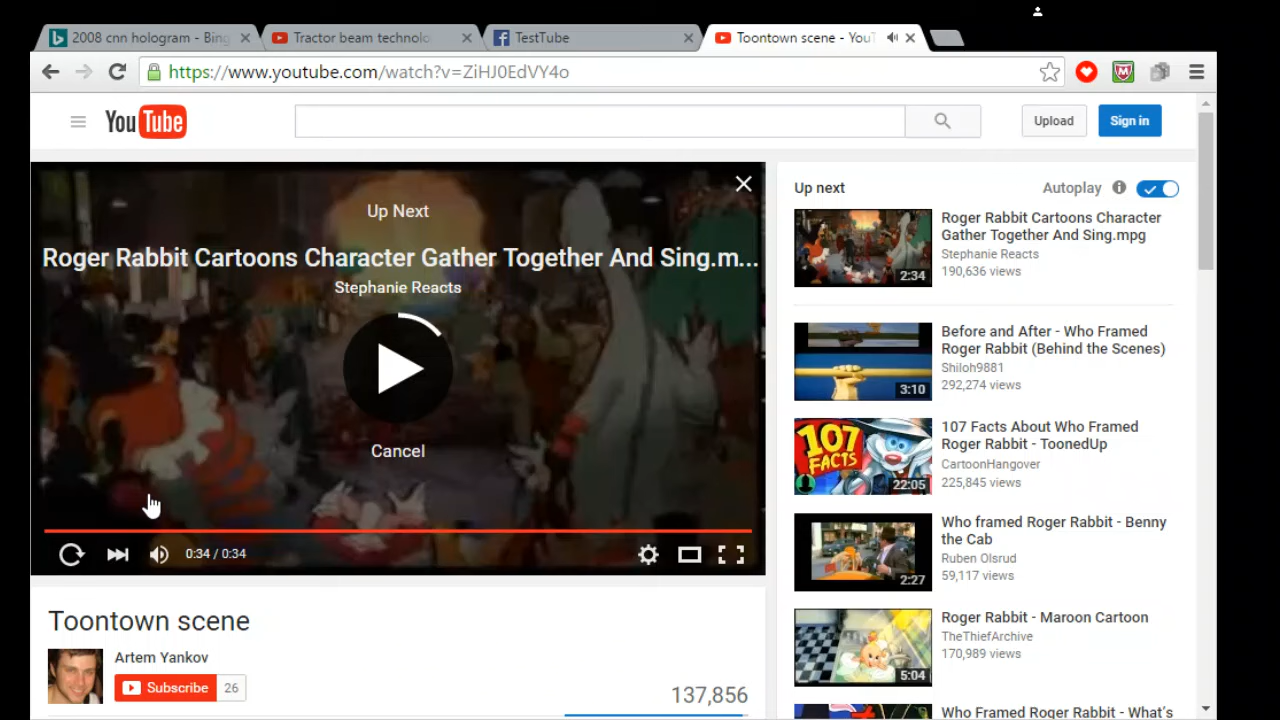 2008 cnn hologram - Bing
Tractor beam technolo
TestTube
Toontown scene - YouT
https://www.youtube.com/watch?v=ZiHJ0EdVY4o
YouTube
Upload
Sign in
Up Next
Roger Rabbit Cartoons Character Gather Together And Sing.m...
Stephanie Reacts
Cancel
0:34 / 0:34
Toontown scene
Artem Yankov
Subscribe
26
137,856
Up next
Autoplay
Roger Rabbit Cartoons Character
Gather Together And Sing.mpg
Stephanie Reacts
190,636 views
2:34
Before and After - Who Framed
Roger Rabbit (Behind the Scenes)
Shiloh9881
292,274 views
3:10
107 Facts About Who Framed
Roger Rabbit - ToonedUp
CartoonHangover
225,845 views
107
FACTS
22:05
Who framed Roger Rabbit - Benny
the Cab
Ruben Olsrud
59,117 views
2:27
Roger Rabbit - Maroon Cartoon
TheThiefArchive
170,989 views
5:04
Who Framed Roger Rabbit - What's